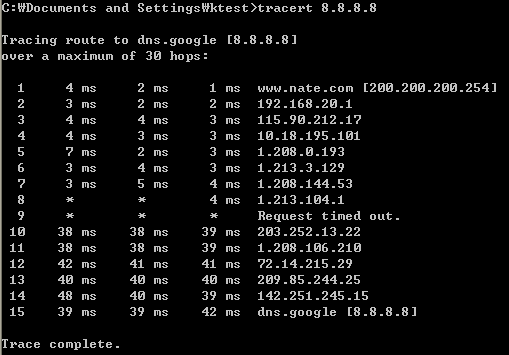 C:₩Documents and Settings₩ktest>tracert 8.8.8.8
Tracing route to dns.google [8.8.8.8]
over a maximum of 30 hops:
1 4 ms 2 ms 1 ms www.nate.com [200.200.200.254]
2 3 ms 2 ms 2 ms 192.168.20.1
3 4 ms 4 ms 3 ms 115.90.212.17
4 4 ms 3 ms 3 ms 10.18.195.101
5 7 ms 2 ms 3 ms 1.208.0.193
6 3 ms 4 ms 3 ms 1.213.3.129
7 3 ms 5 ms 4 ms 1.208.144.53
8 * * 4 ms 1.213.104.1
9 * * * Request timed out.
10 38 ms 38 ms 39 ms 203.252.13.22
11 38 ms 38 ms 39 ms 1.208.106.210
12 42 ms 41 ms 41 ms 72.14.215.29
13 40 ms 40 ms 40 ms 209.85.244.25
14 48 ms 40 ms 39 ms 142.251.245.15
15 39 ms 39 ms 42 ms dns.google [8.8.8.8]
Trace complete.